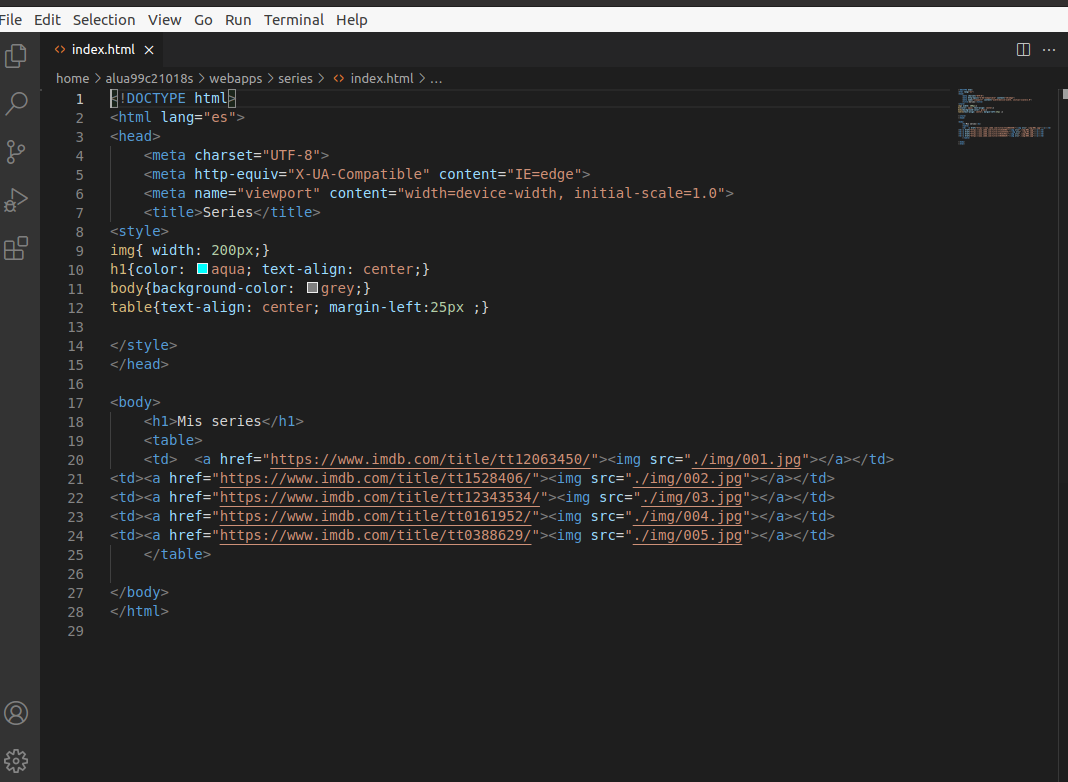 File Edit Selection View Go Run Terminal Help
index.html
home > alua99c21018s > webapps > series > index.html > ...
1 <!DOCTYPE html>
2 <html lang="es">
3 <head>
4 <meta charset="UTF-8">
5 <meta http-equiv="X-UA-Compatible" content="IE=edge">
6 <meta name="viewport" content="width=device-width, initial-scale=1.0">
7 <title>Series</title>
8 <style>
9 img{ width: 200px;}
10 h1{color: aqua; text-align: center;}
11 body{background-color: grey;}
12 table{text-align: center; margin-left:25px ;}
13
14 </style>
15 </head>
16
17 <body>
18 <h1>Mis series</h1>
19 <table>
20 <td>  <a href="https://www.imdb.com/title/tt12063450/"><img src="./img/001.jpg"></a></td>
21 <td><a href="https://www.imdb.com/title/tt1528406/"><img src="./img/002.jpg"></a></td>
22 <td><a href="https://www.imdb.com/title/tt12343534/"><img src="./img/03.jpg"></a></td>
23 <td><a href="https://www.imdb.com/title/tt0161952/"><img src="./img/004.jpg"></a></td>
24 <td><a href="https://www.imdb.com/title/tt0388629/"><img src="./img/005.jpg"></a></td>
25 </table>
26
27 </body>
28 </html>
29